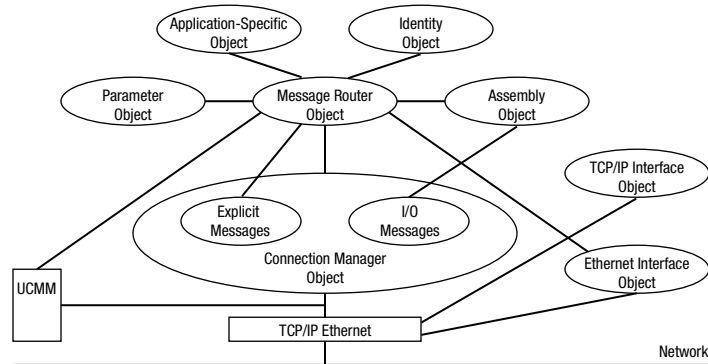 Application-Specific
Object
Identity
Object
Parameter
Object
Message Router
Object
Assembly
Object
TCP/IP Interface
Object
Explicit
Messages
I/O
Messages
Connection Manager
Object
Ethernet Interface
Object
UCMM
TCP/IP Ethernet
Network